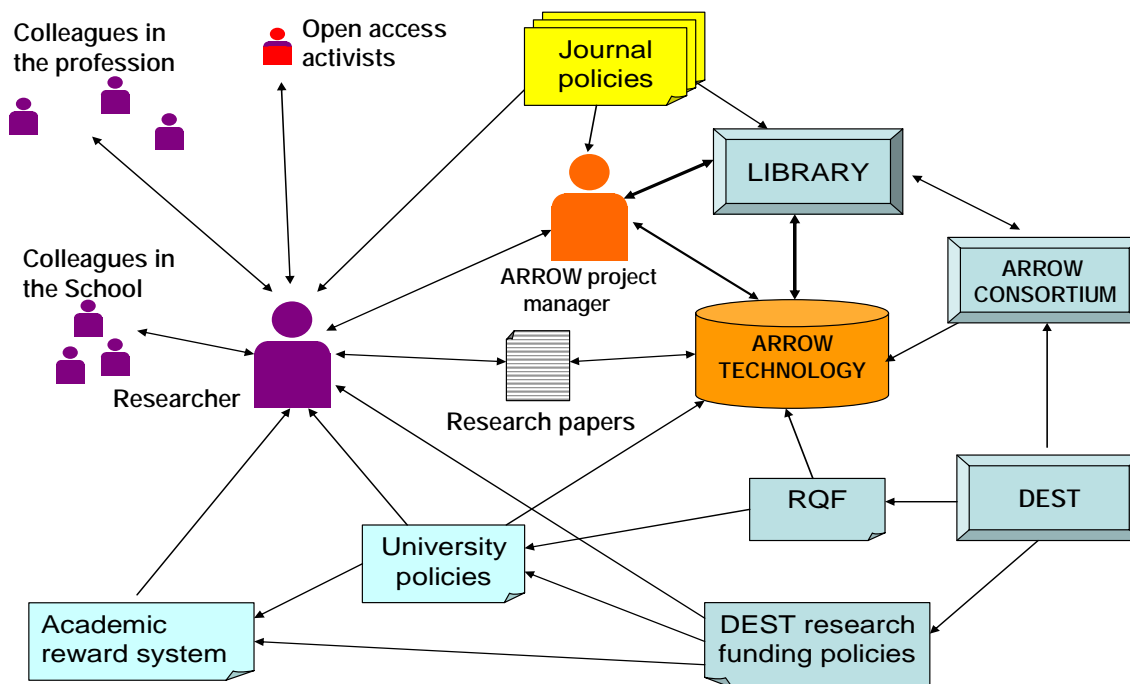 Colleagues in
the profession
Open access
activists
Journal
policies
LIBRARY
Colleagues in
the School
ARROW project
manager
ARROW
CONSORTIUM
ARROW
TECHNOLOGY
Researcher
Research papers
RQF
DEST
University
policies
Academic
reward system
DEST research
funding policies